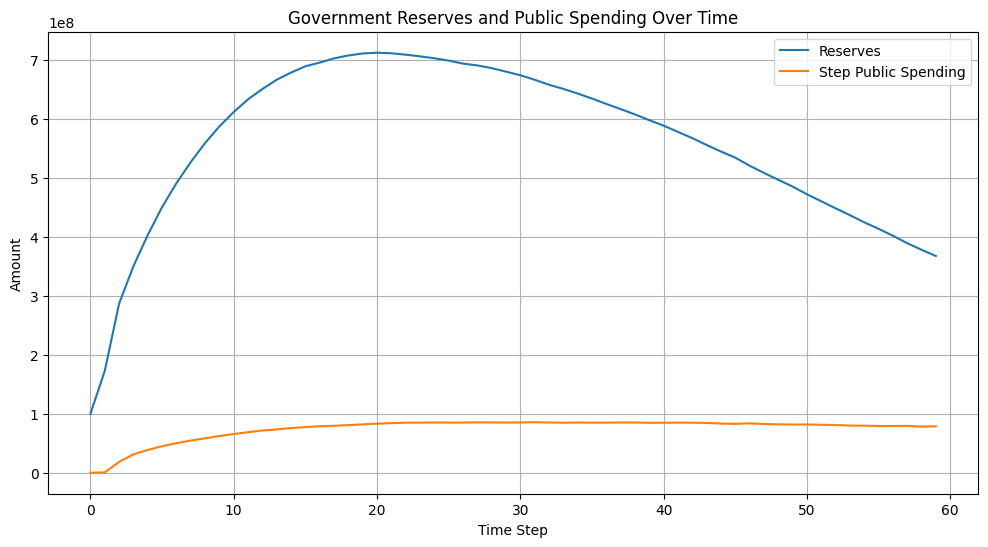 Government Reserves and Public Spending Over Time
1e8
Reserves
Step Public Spending
7
6
5
4
3
2
1
0
Amount
0 10 20 30 40 50 60
Time Step